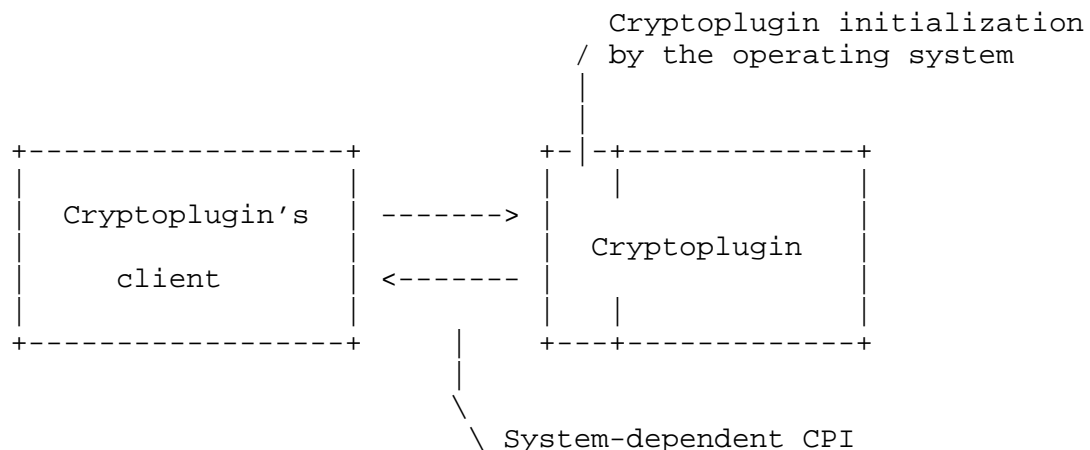 Cryptoplugin initialization
by the operating system
Cryptoplugin's
client
Cryptoplugin
System-dependent CPI